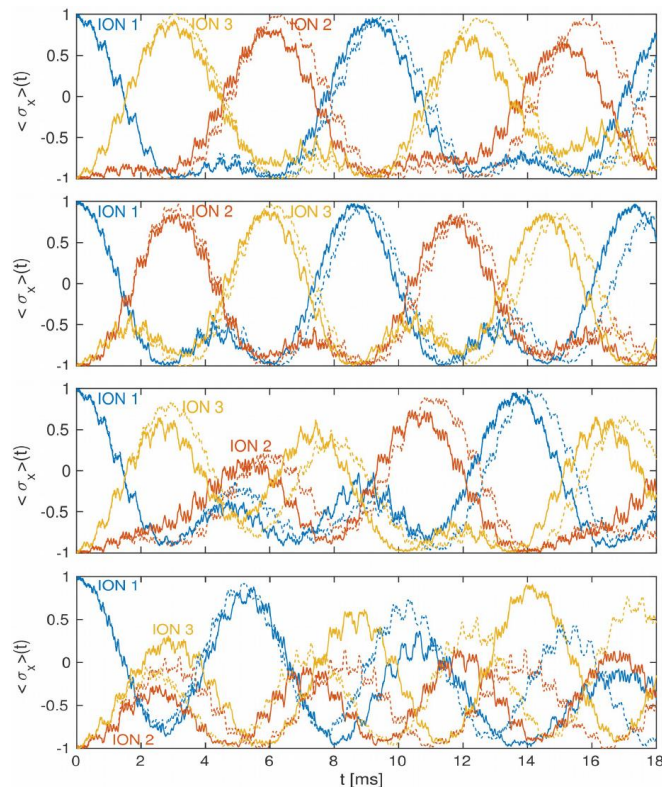 1
ION 1 ION 3 ION 2
0.5
0
-0.5
-1
< σx >(t)
1
ION 1 ION 2 ION 3
0.5
0
-0.5
-1
< σx >(t)
1
ION 1
ION 3
0.5
ION 2
0
-0.5
-1
< σx >(t)
1
ION 1
0.5
ION 3
0
-0.5
ION 2
-1
< σx >(t)
0 2 4 6 8 10 12 14 16 18
t [ms]